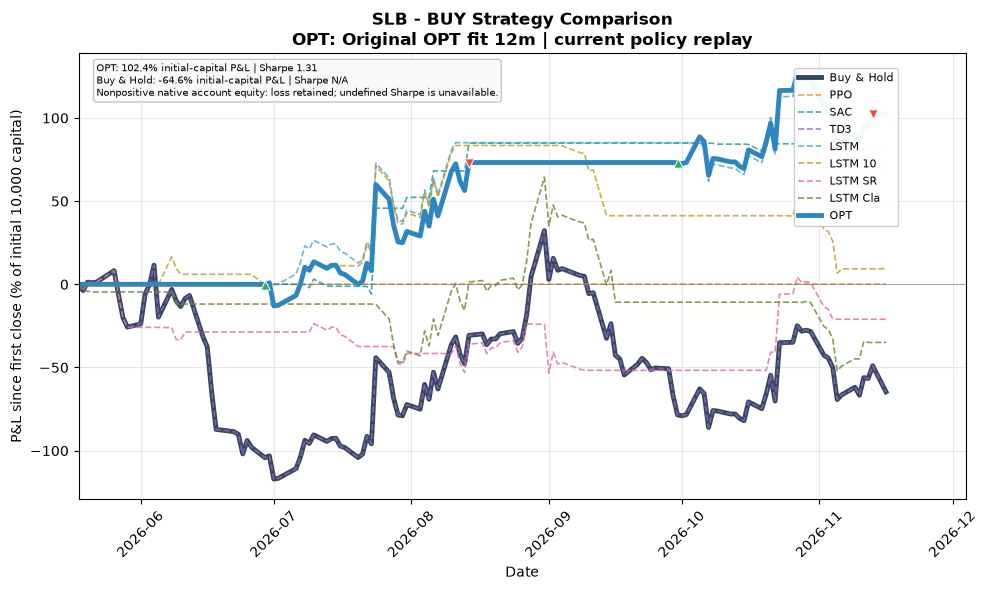 SLB - BUY Strategy Comparison
OPT: Original OPT fit 12m | current policy replay
OPT: 102.4% initial-capital P&L | Sharpe 1.31
Buy & Hold: -64.6% initial-capital P&L | Sharpe N/A
Nonpositive native account equity: loss retained; undefined Sharpe is unavailable.
Buy & Hold
PPO
SAC
TD3
LSTM
LSTM 10
LSTM SR
LSTM Cla
OPT
P&L since first close (% of initial 10,000 capital)
100
50
0
−50
−100
2026-06
2026-07
2026-08
2026-09
2026-10
2026-11
2026-12
Date